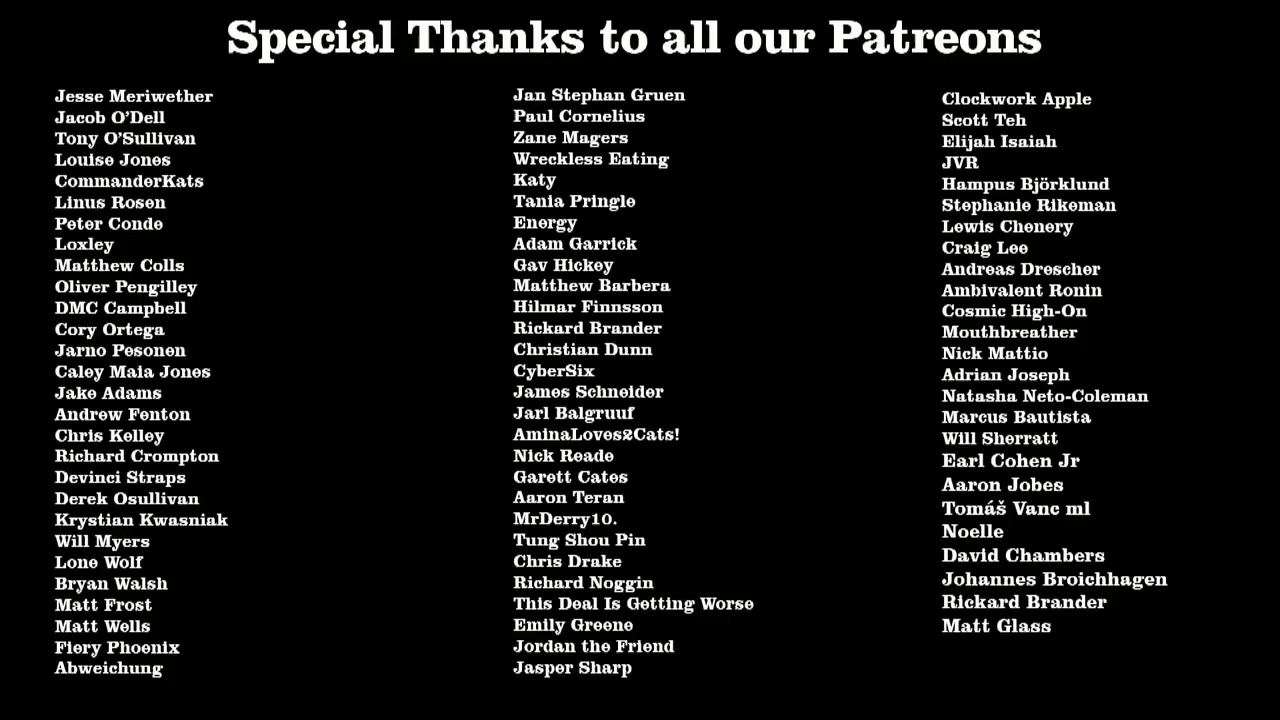 Special Thanks to all our Patreons
Jesse Meriwether
Jacob O'Dell
Tony O'Sullivan
Louise Jones
CommanderKats
Linus Rosen
Peter Conde
Loxley
Matthew Colls
Oliver Pengilley
DMC Campbell
Cory Ortega
Jarno Pesonen
Caley Maia Jones
Jake Adams
Andrew Fenton
Chris Kelley
Richard Crompton
Devinci Straps
Derek Osullivan
Krystian Kwasniak
Will Myers
Lone Wolf
Bryan Walsh
Matt Frost
Matt Wells
Fiery Phoenix
Abweichung
Jan Stephan Gruen
Paul Cornelius
Zane Magers
Wreckless Eating
Katy
Tania Pringle
Energy
Adam Garrick
Gav Hickey
Matthew Barbera
Hilmar Finnsson
Rickard Brander
Christian Dunn
CyberSix
James Schneider
Jarl Balgruuf
AminaLoves2Cats!
Nick Reade
Garett Cates
Aaron Teran
MrDerry10.
Tung Shou Pin
Chris Drake
Richard Noggin
This Deal Is Getting Worse
Emily Greene
Jordan the Friend
Jasper Sharp
Clockwork Apple
Scott Teh
Elijah Isaiah
JVR
Hampus Björklund
Stephanie Rikeman
Lewis Chenery
Craig Lee
Andreas Drescher
Ambivalent Ronin
Cosmic High-On
Mouthbreather
Nick Mattio
Adrian Joseph
Natasha Neto-Coleman
Marcus Bautista
Will Sherratt
Earl Cohen Jr
Aaron Jobes
Tomáš Vanc ml
Noelle
David Chambers
Johannes Broichhagen
Rickard Brander
Matt Glass